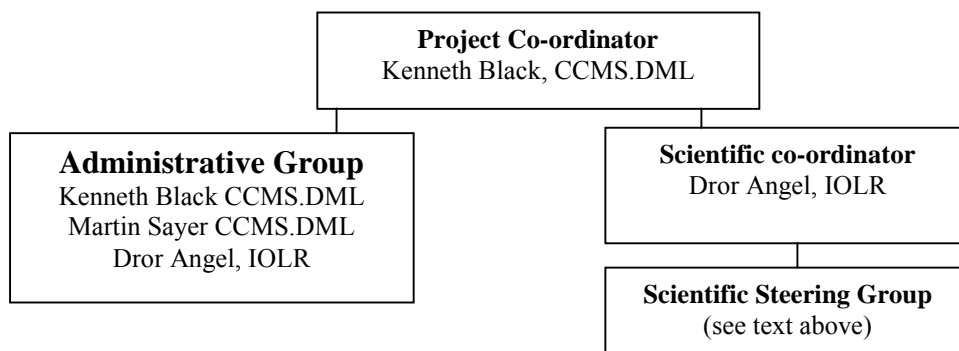 Project Co-ordinator
Kenneth Black, CCMS.DML
Administrative Group
Kenneth Black CCMS.DML
Martin Sayer CCMS.DML
Dror Angel, IOLR
Scientific co-ordinator
Dror Angel, IOLR
Scientific Steering Group
(see text above)